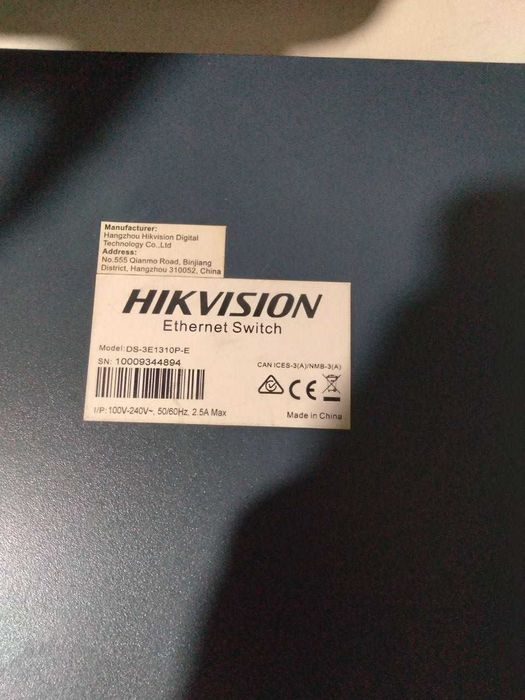 Manufacturer:
Hangzhou Hikvision Digital
Technology Co.,Ltd
Address:
No.555 Qianmo Road, Binjiang
District, Hangzhou 310052, China
HIKVISION
Ethernet Switch
Model: DS-3E1310P-E
SN: 10009344894
CAN ICES-3(A)/NMB-3(A)
CE
I/P: 100V-240V~, 50/60Hz, 2.5A Max
Made in China